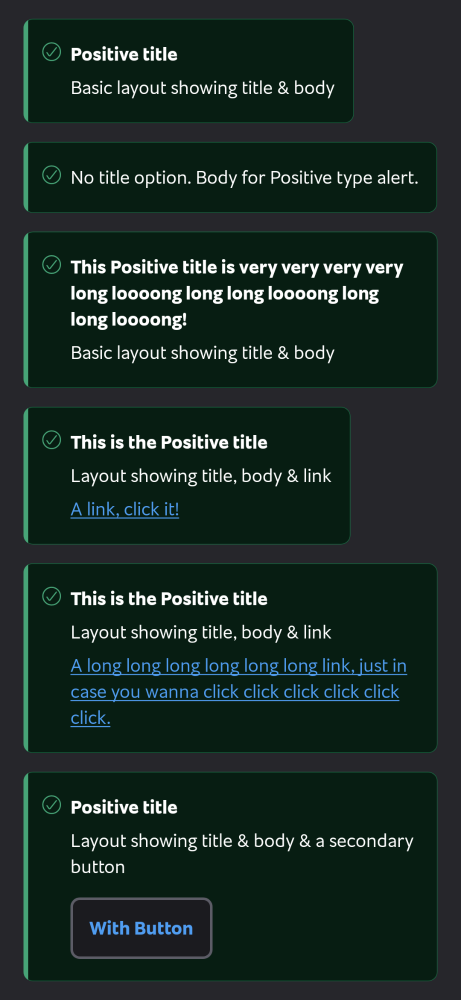 Positive title
Basic layout showing title & body
No title option. Body for Positive type alert.
This Positive title is very very very very
long loooong long long loooong long
long loooong!
Basic layout showing title & body
This is the Positive title
Layout showing title, body & link
A link, click it!
This is the Positive title
Layout showing title, body & link
A long long long long long long link, just in
case you wanna click click click click click
click.
Positive title
Layout showing title & body & a secondary
button
With Button